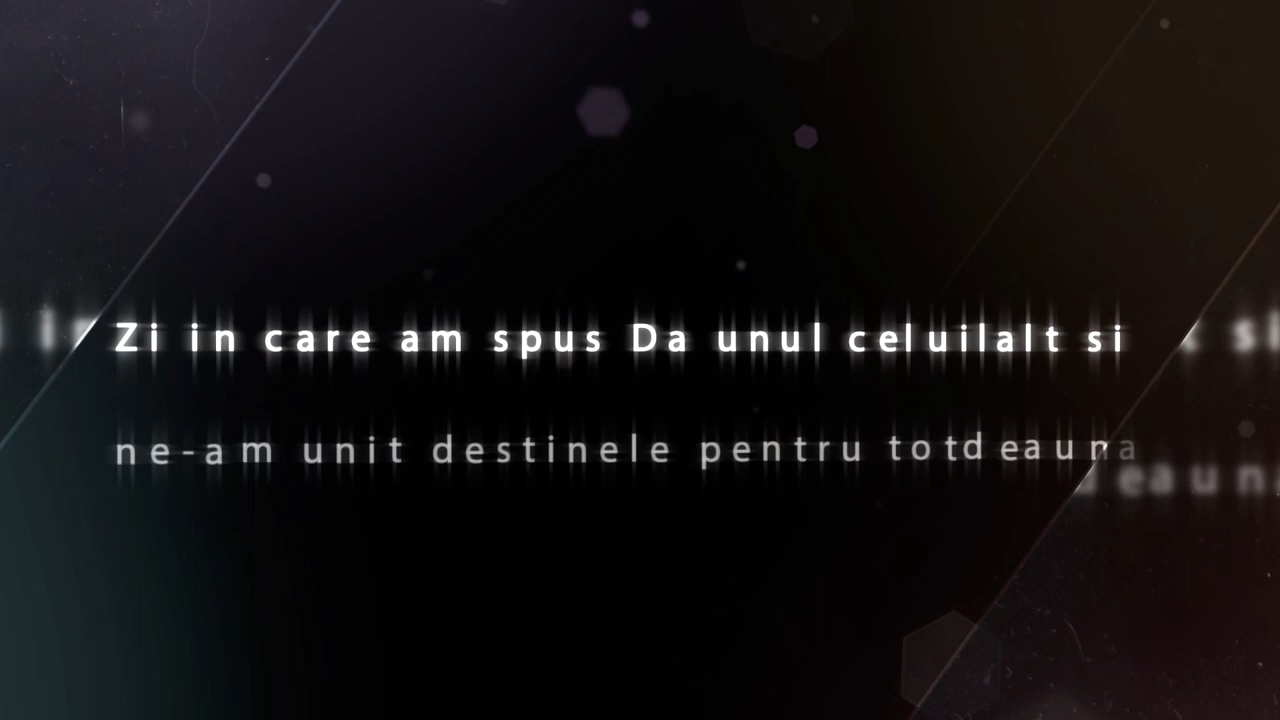 Zi in care am spus Da unul celuilalt si
ne-am unit destinele pentru totdeauna